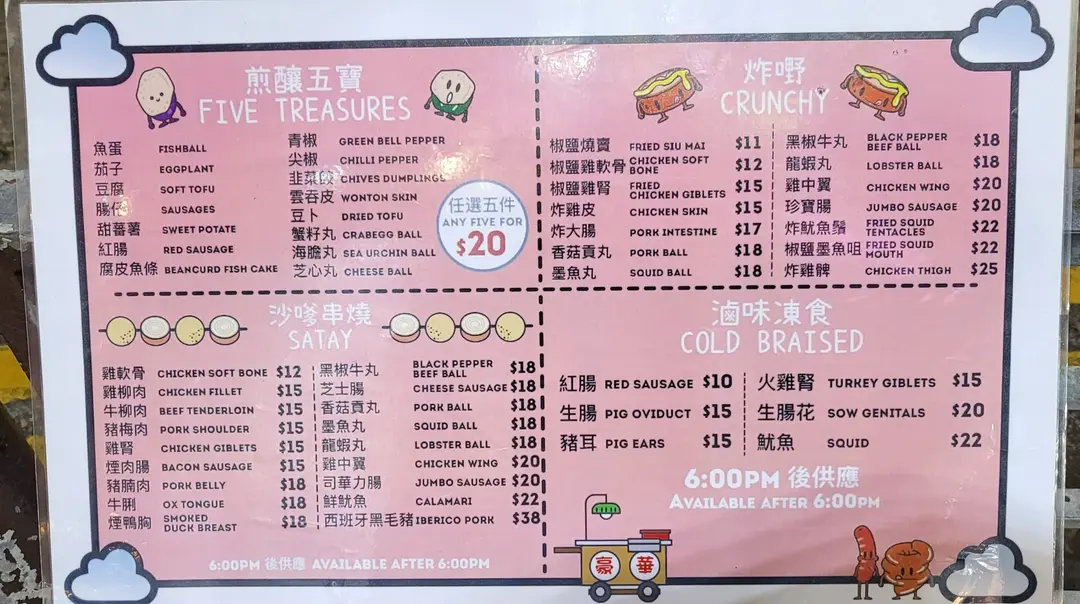 煎釀五寶
FIVE TREASURES
魚蛋 FISHBALL
茄子 EGGPLANT
豆腐 SOFT TOFU
腸仔 SAUSAGES
甜蕃薯 SWEET POTATE
紅腸 RED SAUSAGE
腐皮魚條 BEANCURD FISH CAKE
青椒 GREEN BELL PEPPER
尖椒 CHILLI PEPPER
韭菜餃 CHIVES DUMPLINGS
雲吞皮 WONTON SKIN
豆卜 DRIED TOFU
蟹籽丸 CRABEGG BALL
海膽丸 SEA URCHIN BALL
芝心丸 CHEESE BALL
任選五件
ANY FIVE FOR
$20
炸嘢
CRUNCHY
椒鹽燒賣 FRIED SIU MAI $11
椒鹽雞軟骨 CHICKEN SOFT BONE $12
椒鹽雞腎 FRIED CHICKEN GIBLETS $15
炸雞皮 CHICKEN SKIN $15
炸大腸 PORK INTESTINE $17
香菇貢丸 PORK BALL $18
墨魚丸 SQUID BALL $18
黑椒牛丸 BLACK PEPPER BEEF BALL $18
龍蝦丸 LOBSTER BALL $18
雞中翼 CHICKEN WING $20
珍寶腸 JUMBO SAUSAGE $20
炸魷魚鬚 FRIED SQUID TENTACLES $22
椒鹽墨魚咀 FRIED SQUID MOUTH $22
炸雞髀 CHICKEN THIGH $25
沙嗲串燒
SATAY
雞軟骨 CHICKEN SOFT BONE $12
雞柳肉 CHICKEN FILLET $15
牛柳肉 BEEF TENDERLOIN $15
豬梅肉 PORK SHOULDER $15
雞腎 CHICKEN GIBLETS $15
煙肉腸 BACON SAUSAGE $15
豬腩肉 PORK BELLY $18
牛脷 OX TONGUE $18
煙鴨胸 SMOKED DUCK BREAST $18
黑椒牛丸 BLACK PEPPER BEEF BALL $18
芝士腸 CHEESE SAUSAGE $18
香菇貢丸 PORK BALL $18
墨魚丸 SQUID BALL $18
龍蝦丸 LOBSTER BALL $18
雞中翼 CHICKEN WING $20
司華力腸 JUMBO SAUSAGE $20
鮮魷魚 CALAMARI $22
西班牙黑毛豬 IBERICO PORK $38
6:00PM 後供應 AVAILABLE AFTER 6:00PM
滷味凍食
COLD BRAISED
紅腸 RED SAUSAGE $10
生腸 PIG OVIDUCT $15
豬耳 PIG EARS $15
火雞腎 TURKEY GIBLETS $15
生腸花 SOW GENITALS $20
魷魚 SQUID $22
6:00PM 後供應
AVAILABLE AFTER 6:00PM
豪華